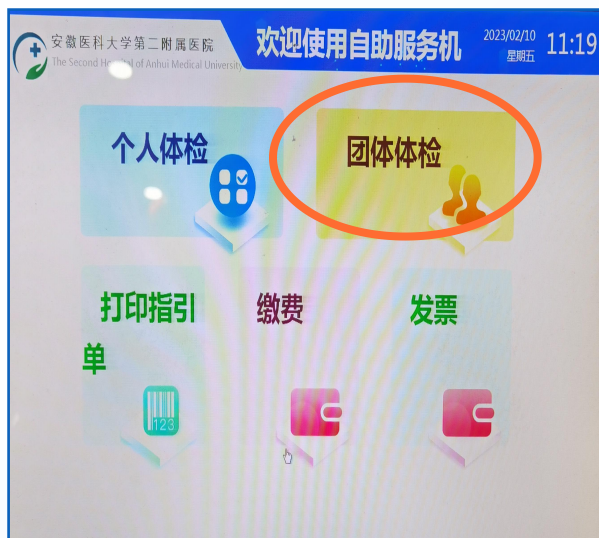 安徽医科大学第二附属医院
The Second Ho al of Anhui Medical University
欢迎使用自助服务机
2023/02/10
星期五
11:19
个人体检
团体体检
打印指引
单
缴费
发票
123